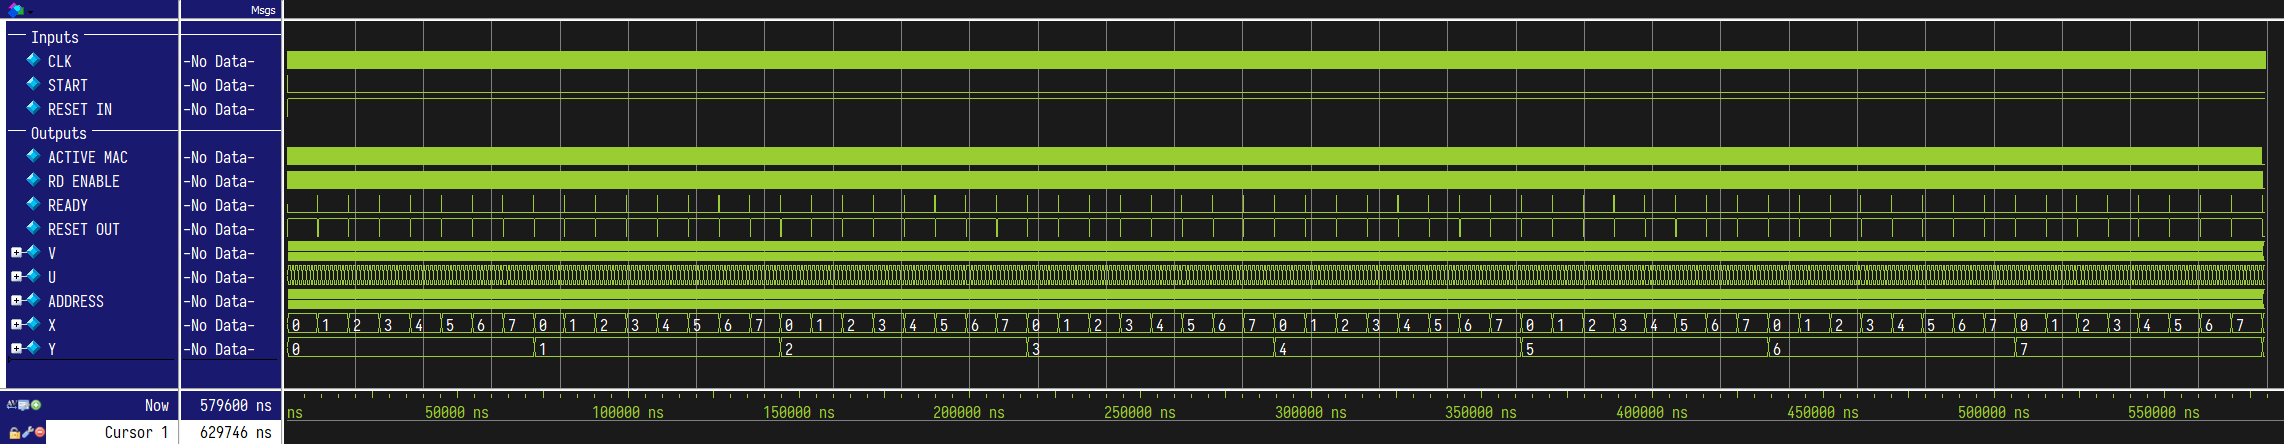 Msgs
Inputs
CLK -No Data-
START -No Data-
RESET IN -No Data-
Outputs
ACTIVE MAC -No Data-
RD ENABLE -No Data-
READY -No Data-
RESET OUT -No Data-
V -No Data-
U -No Data-
ADDRESS -No Data-
X -No Data- 0 1 2 3 4 5 6 7 0 1 2 3 4 5 6 7 0 1 2 3 4 5 6 7 0 1 2 3 4 5 6 7 0 1 2 3 4 5 6 7 0 1 2 3 4 5 6 7 0 1 2 3 4 5 6 7 0 1 2 3 4 5 6 7
Y -No Data- 0 1 2 3 4 5 6 7
Now 579600 ns ns 50000 ns 100000 ns 150000 ns 200000 ns 250000 ns 300000 ns 350000 ns 400000 ns 450000 ns 500000 ns 550000 ns
Cursor 1 629746 ns